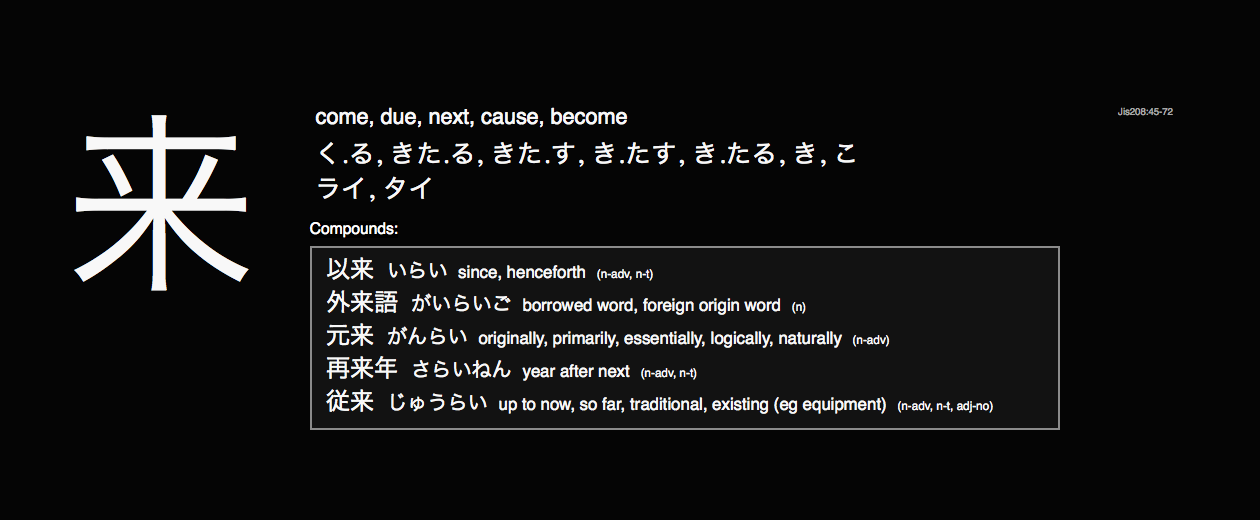 来
come, due, next, cause, become
Jis208:45-72
く.る, きた.る, きた.す, き.たす, き.たる, き, こ
ライ, タイ
Compounds:
以来 いらい since, henceforth (n-adv, n-t)
外来語 がいらいご borrowed word, foreign origin word (n)
元来 がんらい originally, primarily, essentially, logically, naturally (n-adv)
再来年 さらいねん year after next (n-adv, n-t)
従来 じゅうらい up to now, so far, traditional, existing (eg equipment) (n-adv, n-t, adj-no)